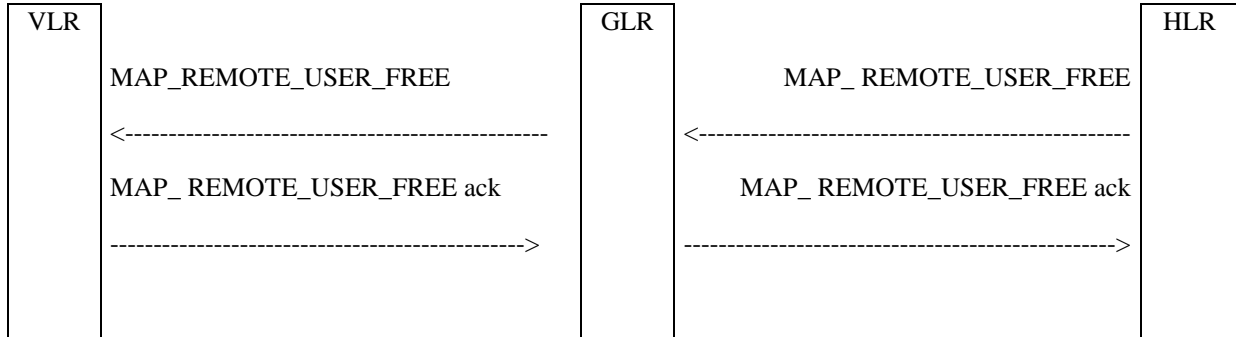 VLR GLR HLR
MAP_REMOTE_USER_FREE MAP_ REMOTE_USER_FREE
<------------------------------------------------- <--------------------------------------------------
MAP_ REMOTE_USER_FREE ack MAP_ REMOTE_USER_FREE ack
------------------------------------------------> -------------------------------------------------->